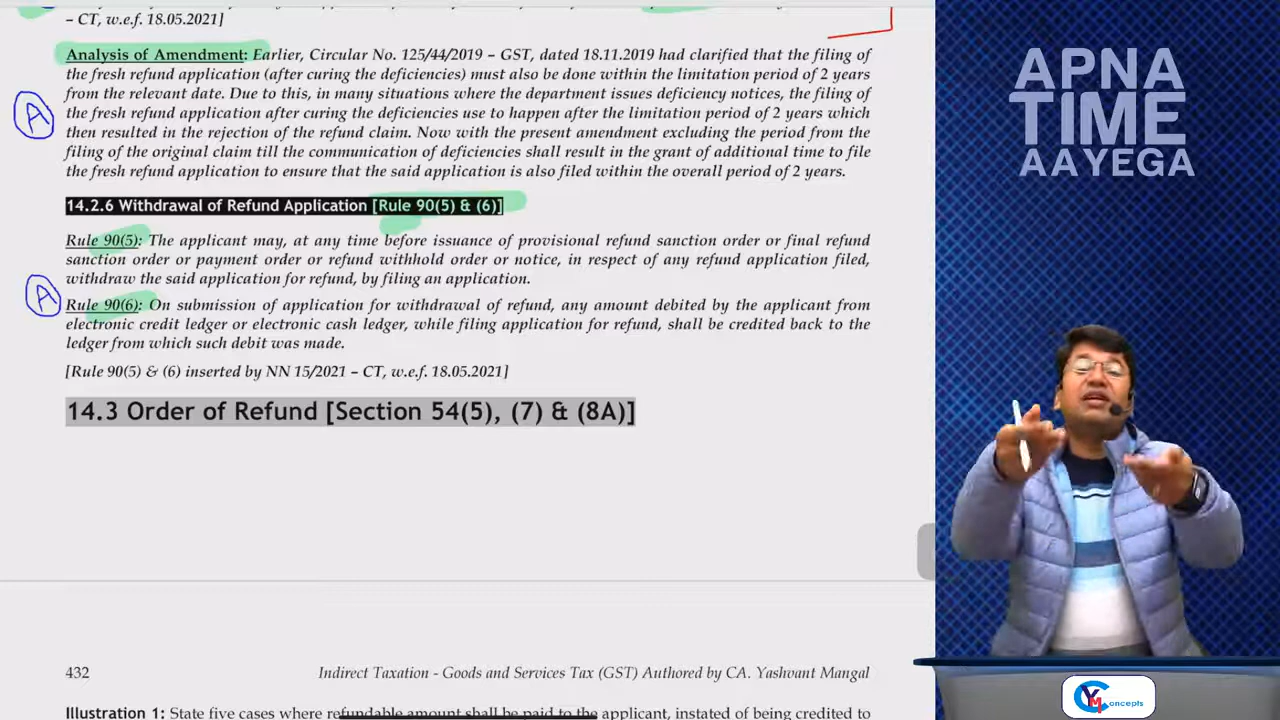 – CT, w.e.f. 18.05.2021]
Analysis of Amendment: Earlier, Circular No. 125/44/2019 – GST, dated 18.11.2019 had clarified that the filing of
the fresh refund application (after curing the deficiencies) must also be done within the limitation period of 2 years
from the relevant date. Due to this, in many situations where the department issues deficiency notices, the filing of
the fresh refund application after curing the deficiencies use to happen after the limitation period of 2 years which
then resulted in the rejection of the refund claim. Now with the present amendment excluding the period from the
filing of the original claim till the communication of deficiencies shall result in the grant of additional time to file
the fresh refund application to ensure that the said application is also filed within the overall period of 2 years.
A
14.2.6 Withdrawal of Refund Application [Rule 90(5) & (6)]
Rule 90(5): The applicant may, at any time before issuance of provisional refund sanction order or final refund
sanction order or payment order or refund withhold order or notice, in respect of any refund application filed,
withdraw the said application for refund, by filing an application.
A
Rule 90(6): On submission of application for withdrawal of refund, any amount debited by the applicant from
electronic credit ledger or electronic cash ledger, while filing application for refund, shall be credited back to the
ledger from which such debit was made.
[Rule 90(5) & (6) inserted by NN 15/2021 – CT, w.e.f. 18.05.2021]
14.3 Order of Refund [Section 54(5), (7) & (8A)]
432 Indirect Taxation - Goods and Services Tax (GST) Authored by CA. Yashvant Mangal
Illustration 1: State five cases where refundable amount shall be paid to the applicant, instated of being credited to
APNA
TIME
AAYEGA
YM Concepts